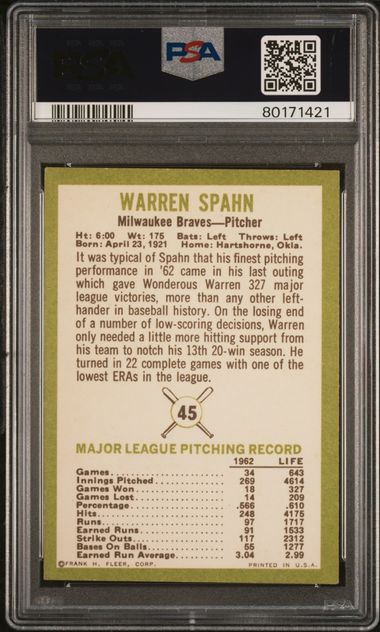 PSA
PSA
80171421
WARREN SPAHN
Milwaukee Braves—Pitcher
Ht: 6:00 Wt: 175 Bats: Left Throws: Left
Born: April 23, 1921 Home: Hartshorne, Okla.
It was typical of Spahn that his finest pitching
performance in '62 came in his last outing
which gave Wonderous Warren 327 major
league victories, more than any other left-
hander in baseball history. On the losing end
of a number of low-scoring decisions, Warren
only needed a little more hitting support from
his team to notch his 13th 20-win season. He
turned in 22 complete games with one of the
lowest ERAs in the league.
45
MAJOR LEAGUE PITCHING RECORD
1962 LIFE
Games 34 643
Innings Pitched 269 4614
Games Won 18 327
Games Lost 14 209
Percentage .566 .610
Hits 248 4175
Runs 97 1717
Earned Runs 91 1533
Strike Outs 117 2312
Bases On Balls 55 1277
Earned Run Average 3.04 2.99
©FRANK H. FLEER, CORP. PRINTED IN U.S.A.